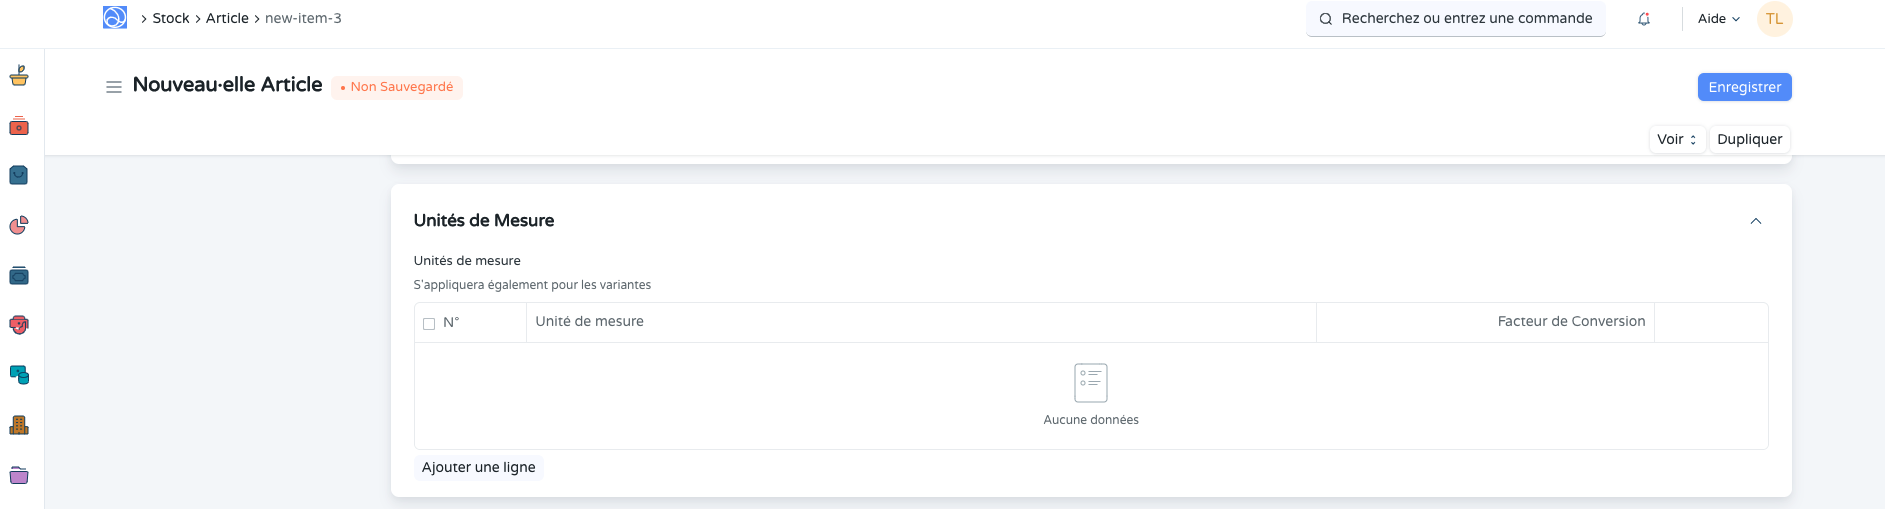 Stock Article new-item-3
Recherchez ou entrez une commande
Aide
TL
Nouveau·elle Article
Non Sauvegardé
Enregistrer
Voir
Dupliquer
Unités de Mesure
Unités de mesure
S'appliquera également pour les variantes
N° Unité de mesure Facteur de Conversion
Aucune données
Ajouter une ligne